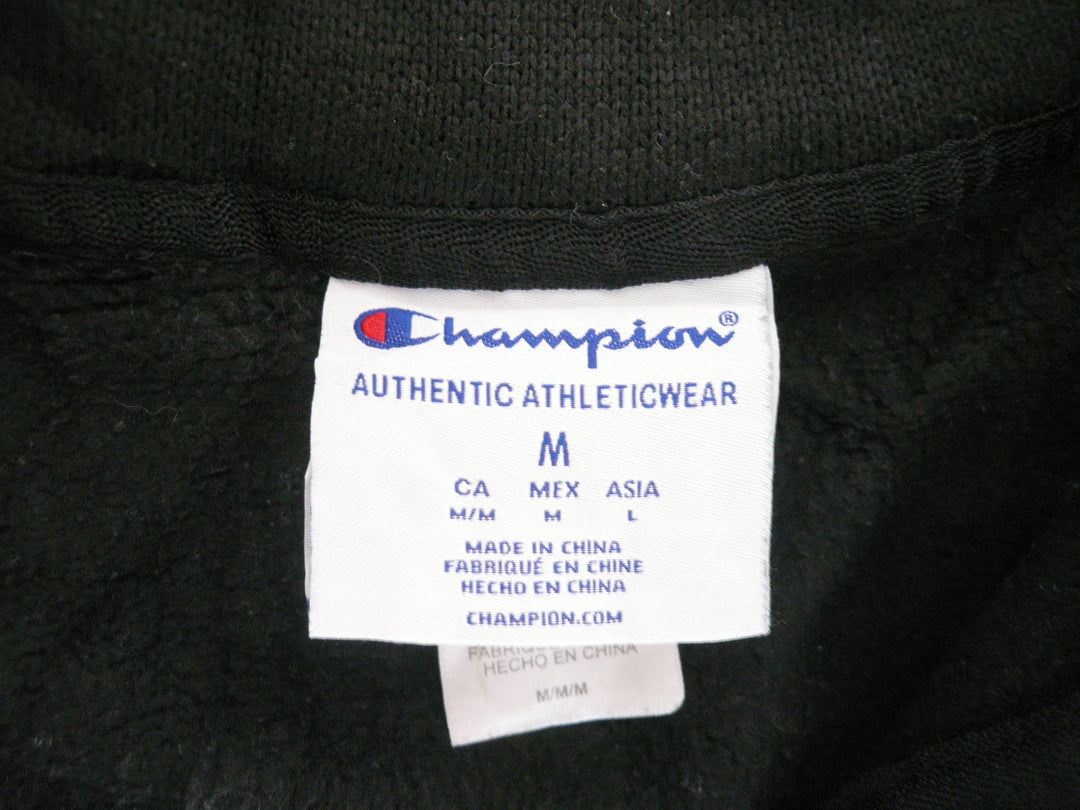 Champion®
AUTHENTIC ATHLETICWEAR
M
CA MEX ASIA
M/M M L
MADE IN CHINA
FABRIQUÉ EN CHINE
HECHO EN CHINA
CHAMPION.COM
HECHO EN CHINA
M/M/M